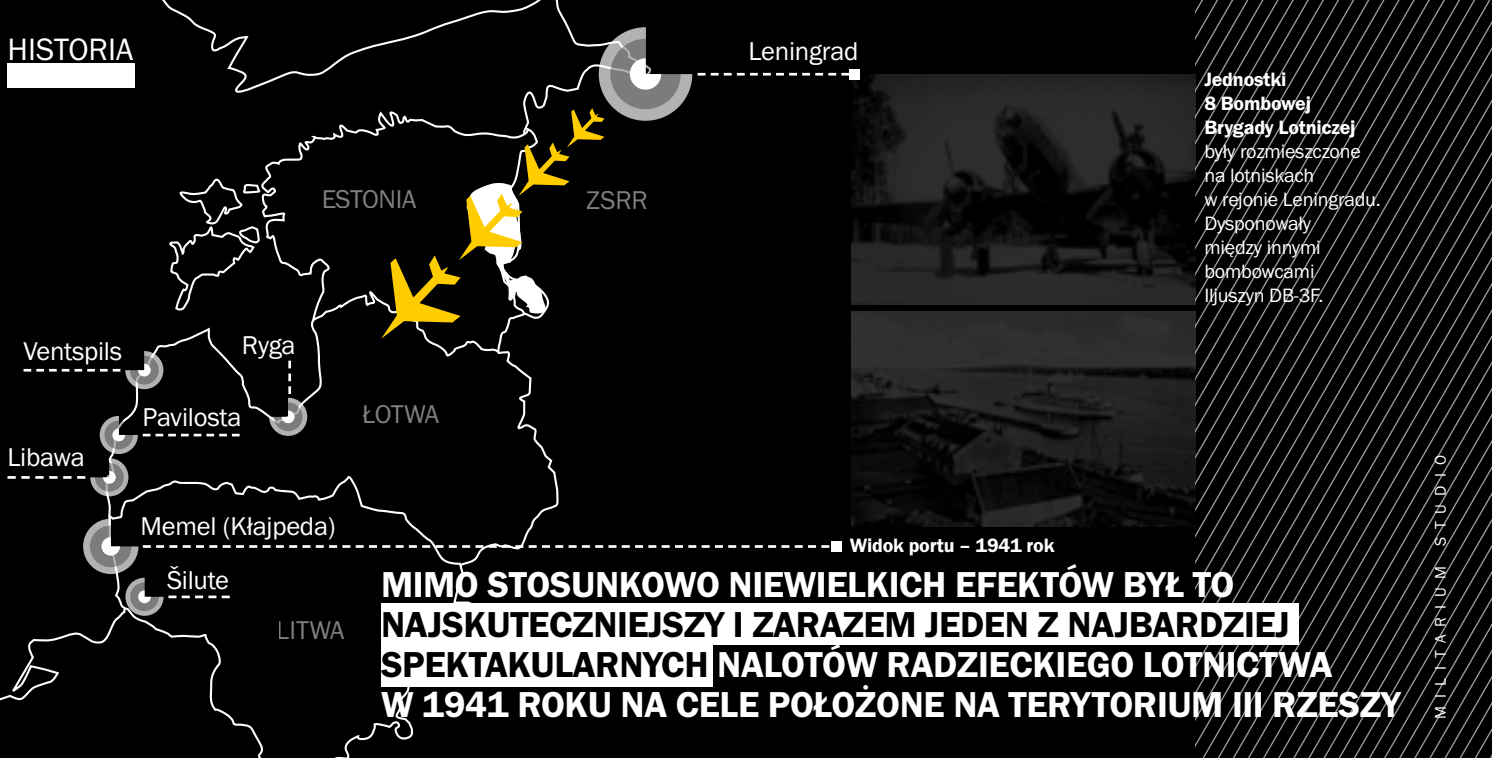 HISTORIA
Leningrad
Jednostki
8 Bombowej
Brygady Lotniczej
były rozmieszczone
na lotniskach
w rejonie Leningradu.
Dysponowały
między innymi
bombowcami
Iljuszyn DB-3F.
ESTONIA
ZSRR
Ventspils
Ryga
Pavilosta
ŁOTWA
Libawa
Memel (Kłajpeda)
Widok portu – 1941 rok
Šilute
LITWA
MIMO STOSUNKOWO NIEWIELKICH EFEKTÓW BYŁ TO
NAJSKUTECZNIEJSZY I ZARAZEM JEDEN Z NAJBARDZIEJ
SPEKTAKULARNYCH NALOTÓW RADZIECKIEGO LOTNICTWA
W 1941 ROKU NA CELE POŁOŻONE NA TERYTORIUM III RZESZY
MILITARIUM STUDIO